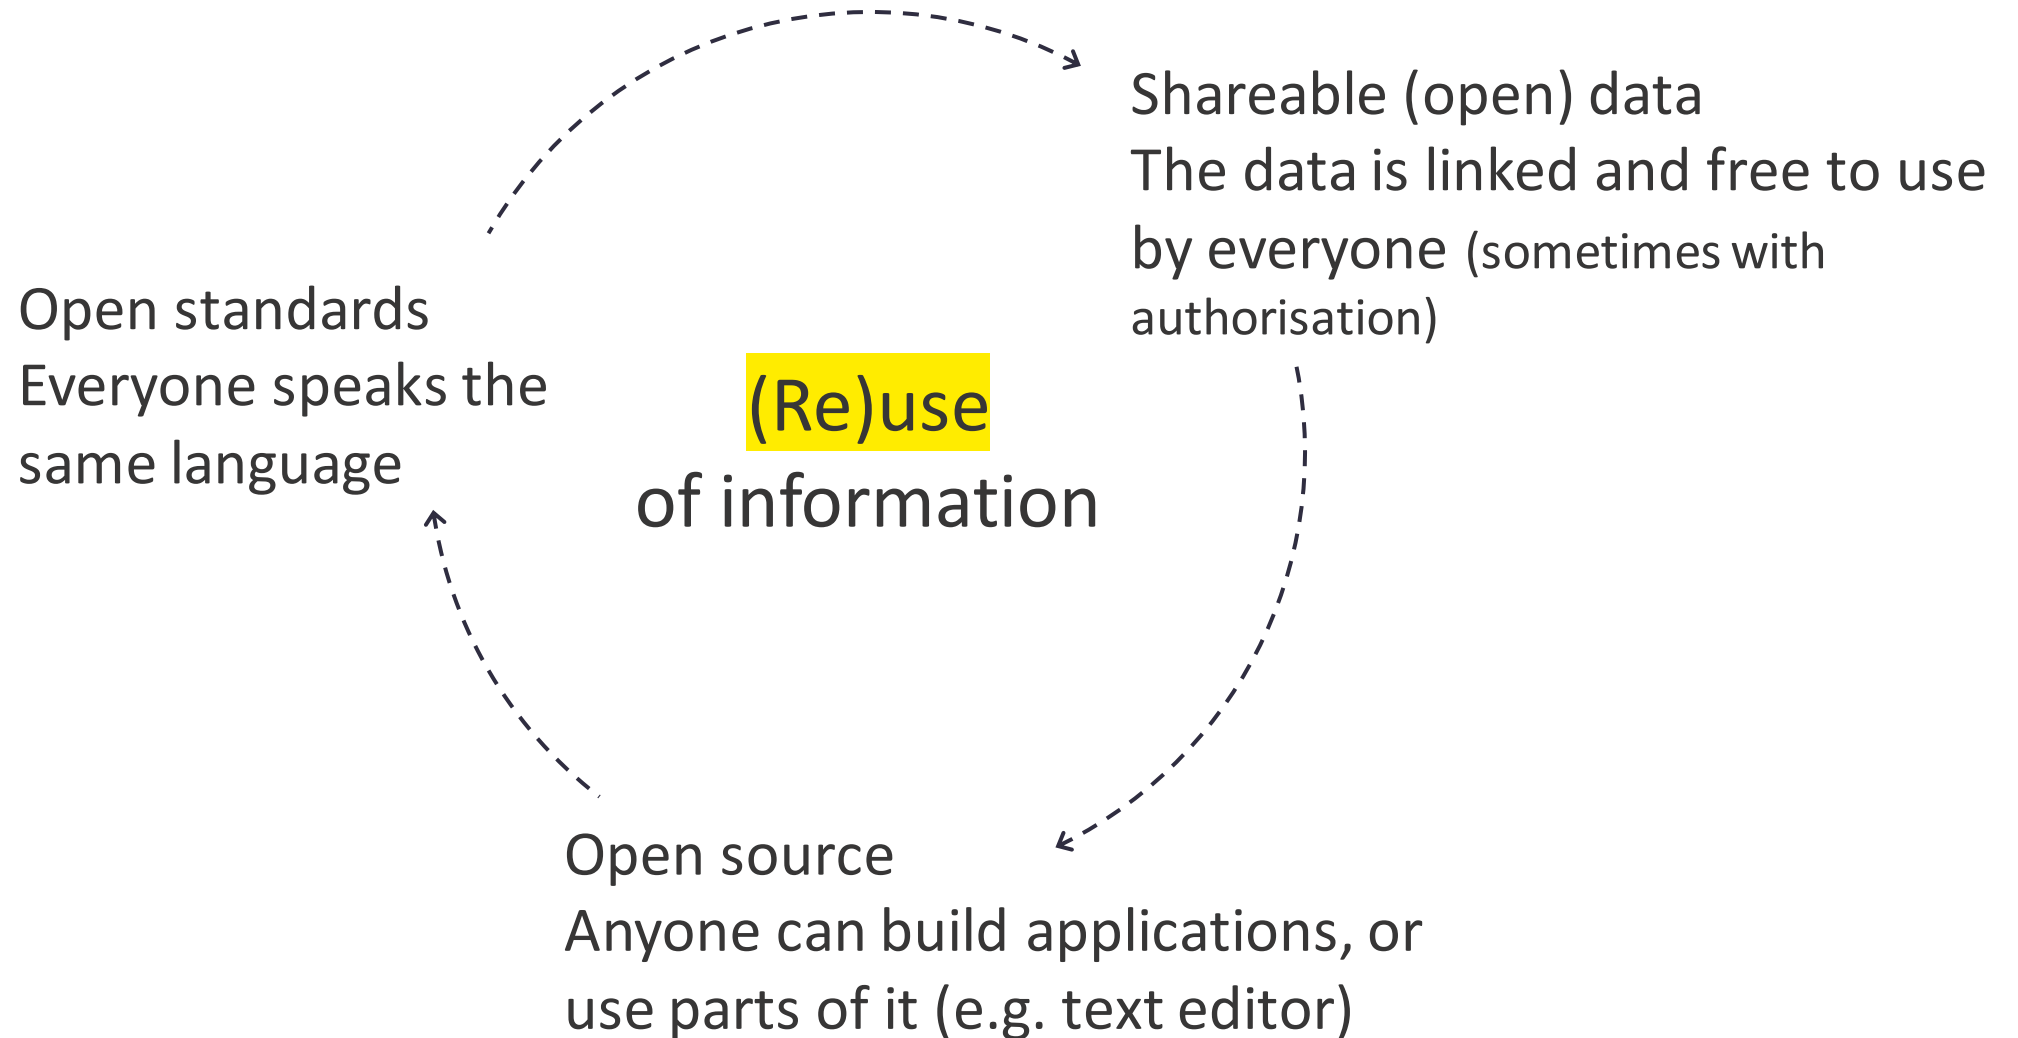 Shareable (open) data
The data is linked and free to use
by everyone (sometimes with
authorisation)
Open standards
Everyone speaks the
same language
(Re)use
of information
Open source
Anyone can build applications, or
use parts of it (e.g. text editor)